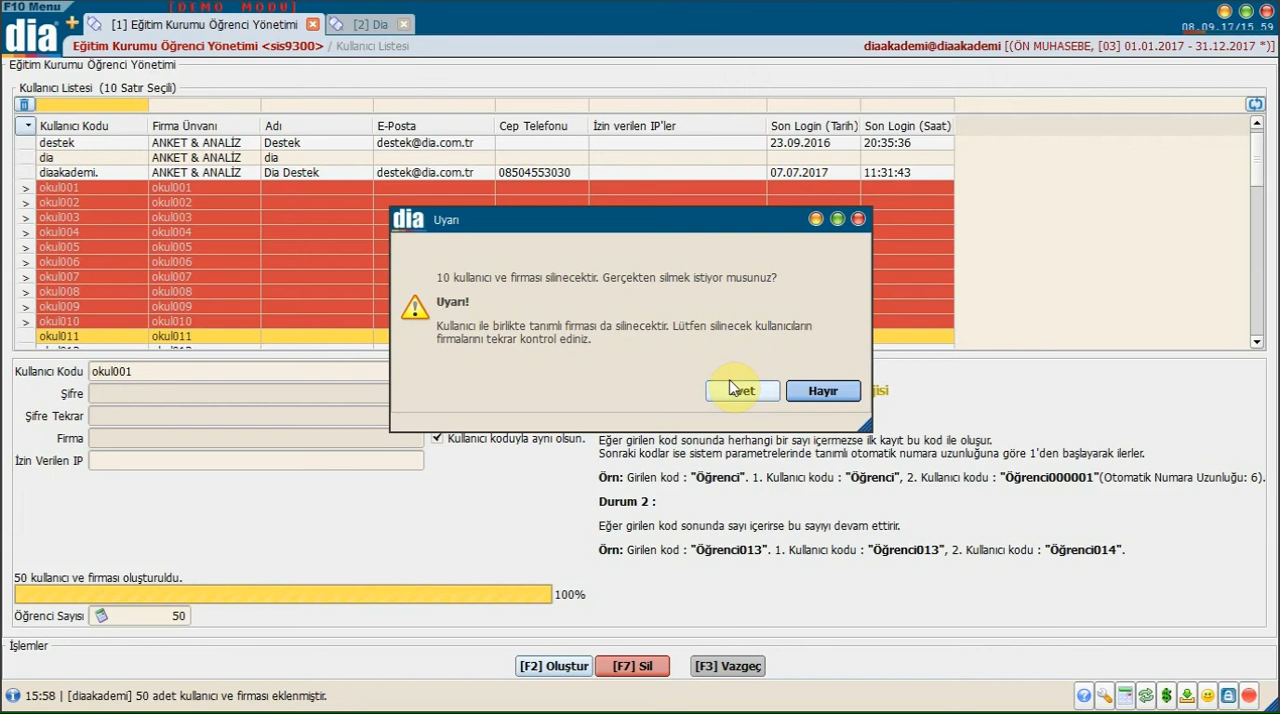 F10 Menu
[DEMO MODU]
dia
[1] Eğitim Kurumu Öğrenci Yönetimi
[2] Dia
08.09.17/15 59
Eğitim Kurumu Öğrenci Yönetimi <sis9300> / Kullanıcı Listesi
diaakademi@diaakademi [(ÖN MUHASEBE, [03] 01.01.2017 - 31.12.2017 *)]
Eğitim Kurumu Öğrenci Yönetimi
Kullanıcı Listesi (10 Satır Seçili)
Kullanıcı Kodu Firma Ünvanı Adı E-Posta Cep Telefonu İzin verilen IP'ler Son Login (Tarih) Son Login (Saat)
destek ANKET & ANALİZ Destek destek@dia.com.tr 23.09.2016 20:35:36
dia ANKET & ANALİZ dia
diaakademi. ANKET & ANALİZ Dia Destek destek@dia.com.tr 08504553030 07.07.2017 11:31:43
> okul001 okul001
> okul002 okul002
> okul003 okul003
> okul004 okul004
> okul005 okul005
> okul006 okul006
> okul008 okul008
> okul009 okul009
> okul010 okul010
okul011 okul011
dia Uyarı
10 kullanıcı ve firması silinecektir. Gerçekten silmek istiyor musunuz?
Uyarı!
Kullanıcı ile birlikte tanımlı firması da silinecektir. Lütfen silinecek kullanıcıların
firmalarını tekrar kontrol ediniz.
Hayır
Kullanıcı Kodu okul001
Şifre
Şifre Tekrar
Firma
Kullanıcı koduyla aynı olsun.
İzin Verilen IP
Eğer girilen kod sonunda herhangi bir sayı içermezse ilk kayıt bu kod ile oluşur.
Sonraki kodlar ise sistem parametrelerinde tanımlı otomatik numara uzunluğuna göre 1'den başlayarak ilerler.
Örn: Girilen kod : "Öğrenci". 1. Kullanıcı kodu : "Öğrenci", 2. Kullanıcı kodu : "Öğrenci000001"(Otomatik Numara Uzunluğu: 6).
Durum 2 :
Eğer girilen kod sonunda sayı içerirse bu sayıyı devam ettirir.
Örn: Girilen kod : "Öğrenci013". 1. Kullanıcı kodu : "Öğrenci013", 2. Kullanıcı kodu : "Öğrenci014".
50 kullanıcı ve firması oluşturuldu.
100%
Öğrenci Sayısı 50
İşlemler
[F2] Oluştur [F7] Sil [F3] Vazgeç
15:58 | [diaakademi] 50 adet kullanıcı ve firması eklenmiştir.